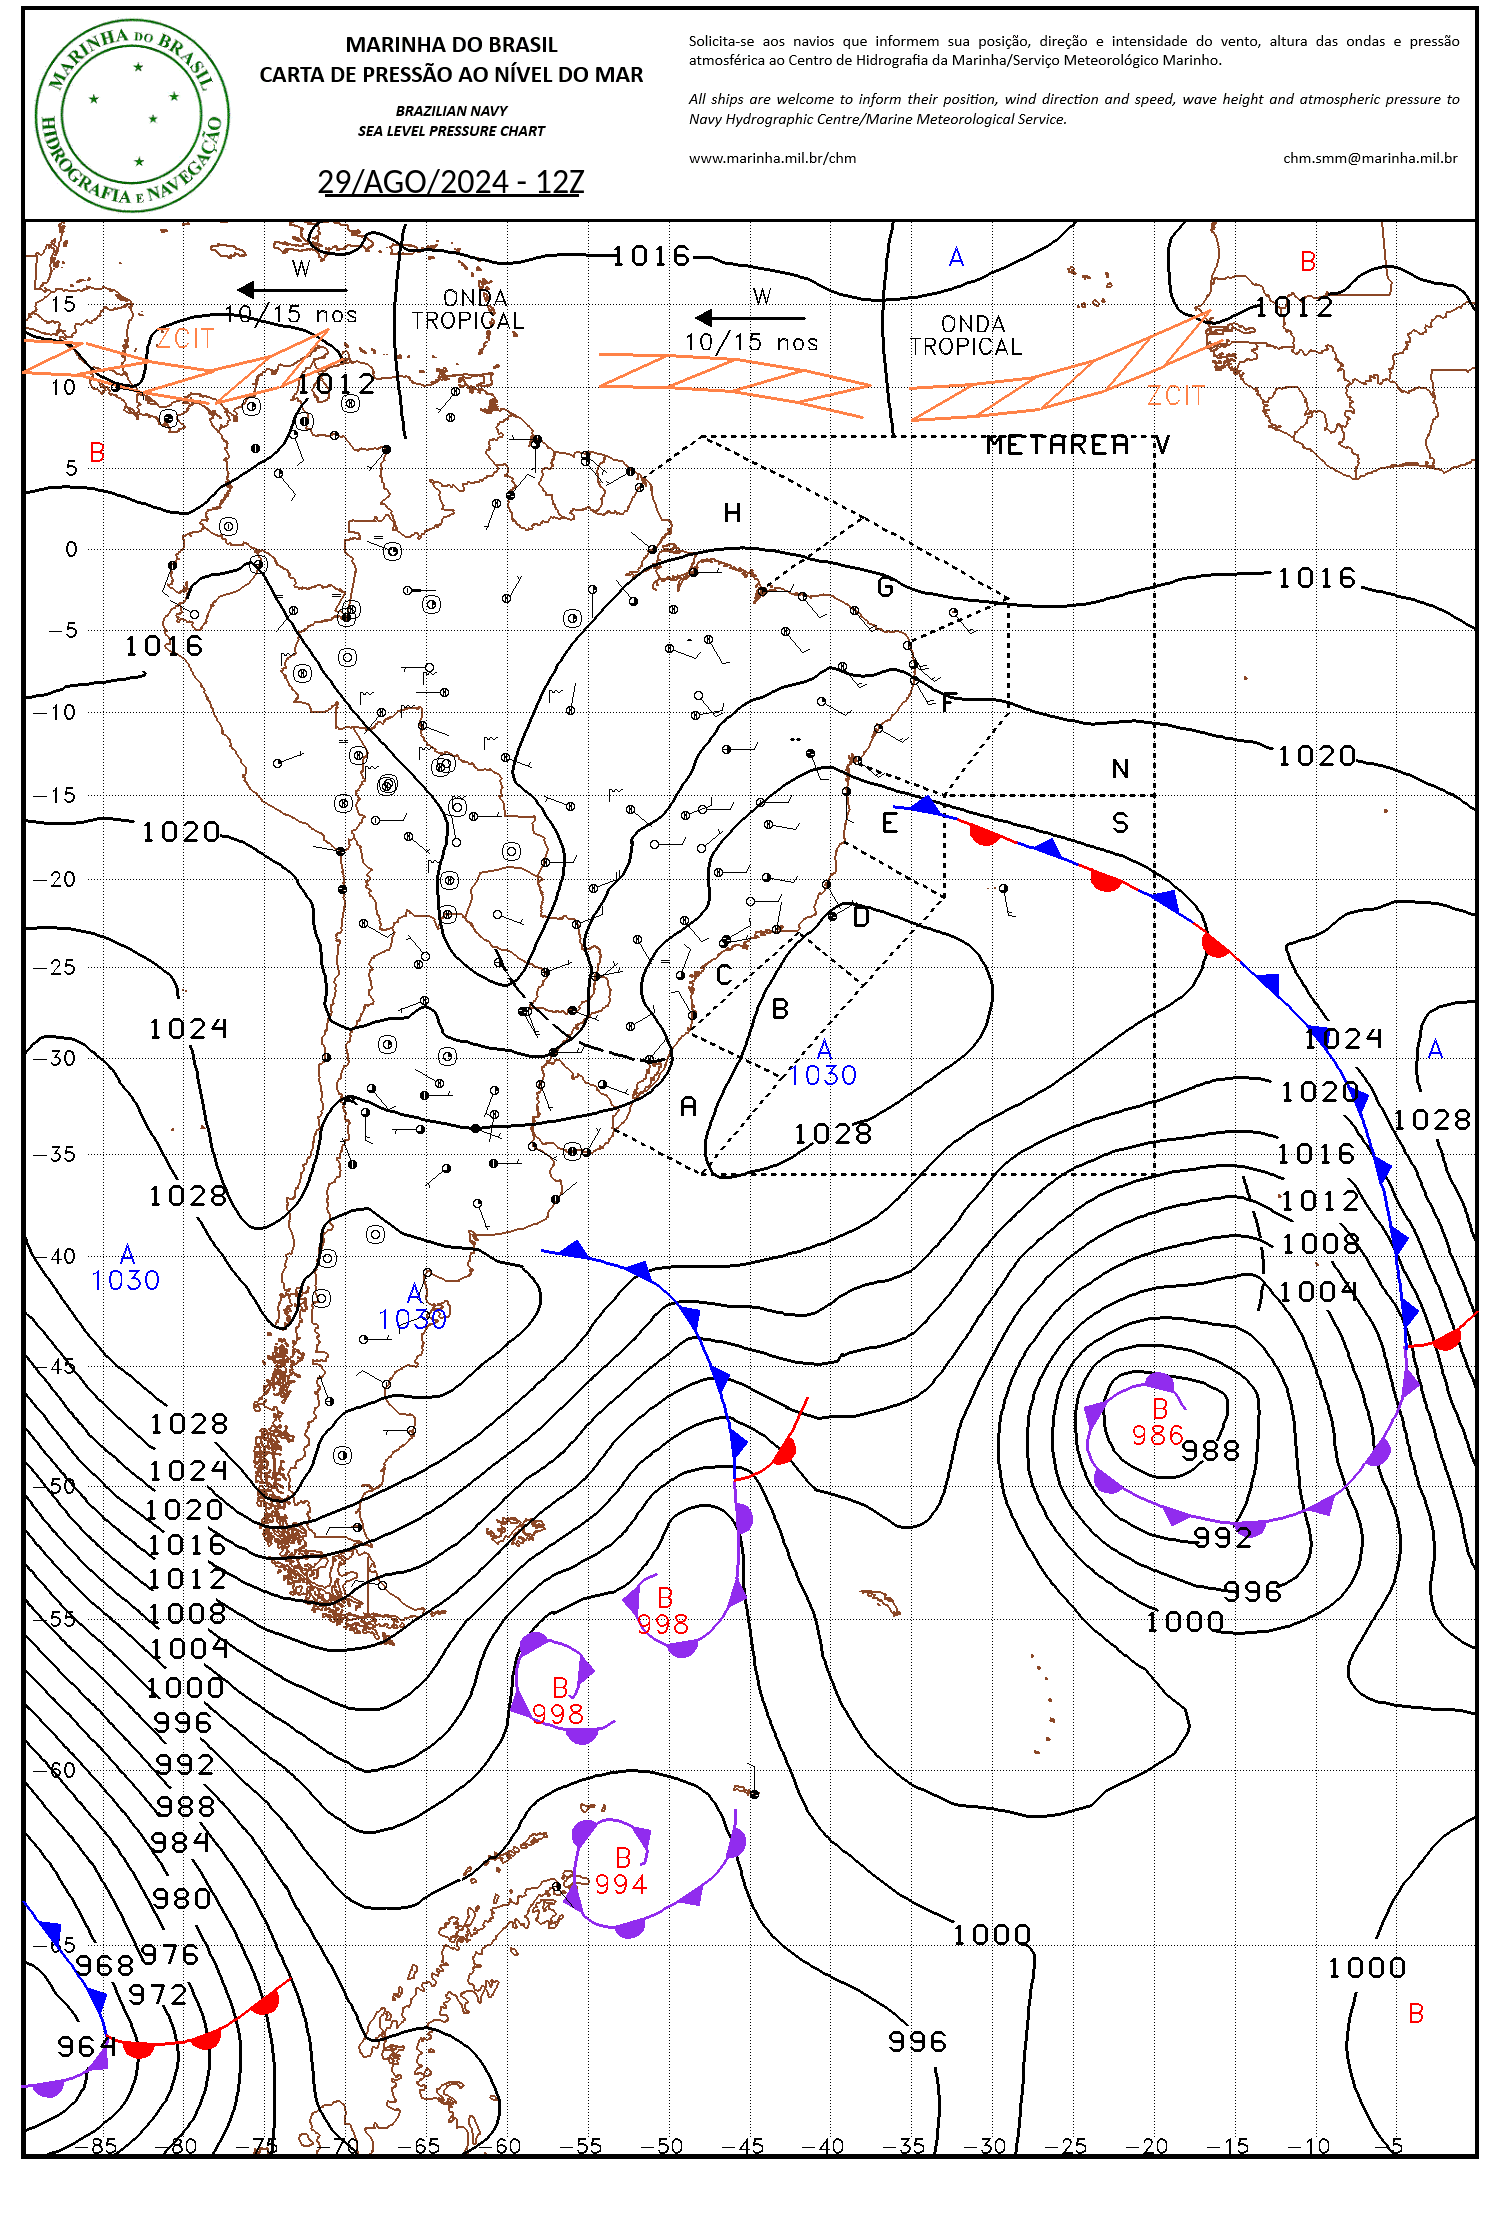 MARINHA DO BRASIL
HIDROGRAFIA E NAVEGAÇÃO
MARINHA DO BRASIL
CARTA DE PRESSÃO AO NÍVEL DO MAR
BRAZILIAN NAVY
SEA LEVEL PRESSURE CHART
29/AGO/2024 - 12Z
Solicita-se aos navios que informem sua posição, direção e intensidade do vento, altura das ondas e pressão
atmosférica ao Centro de Hidrografia da Marinha/Serviço Meteorológico Marinho.
All ships are welcome to inform their position, wind direction and speed, wave height and atmospheric pressure to
Navy Hydrographic Centre/Marine Meteorological Service.
www.marinha.mil.br/chm chm.smm@marinha.mil.br
1016 A B
W
15 10/15 nos ONDA TROPICAL W 10/15 nos ONDA TROPICAL 1012
ZCIT
10 1012 ZCIT
B METAREA V
5
H
0
G 1016
-5
1016
F
-10
N 1020
-15
1020 E S
-20
D
-25 C
B
1024 1024
-30 A 1030 A
A 1020
1028 1028
-35 1016
1028 1012
A 1030 1008
-40
A 1030 1004
-45
1028 B 986
1024 988
-50
1020
1016 992
1012 B 998 996
1008 1000
-55
1004
1000 B 998
996
992
-60
988
984 B 994
980
1000
-65 976
968 1000
972 B
964 996
-85 -80 -75 -70 -65 -60 -55 -50 -45 -40 -35 -30 -25 -20 -15 -10 -5